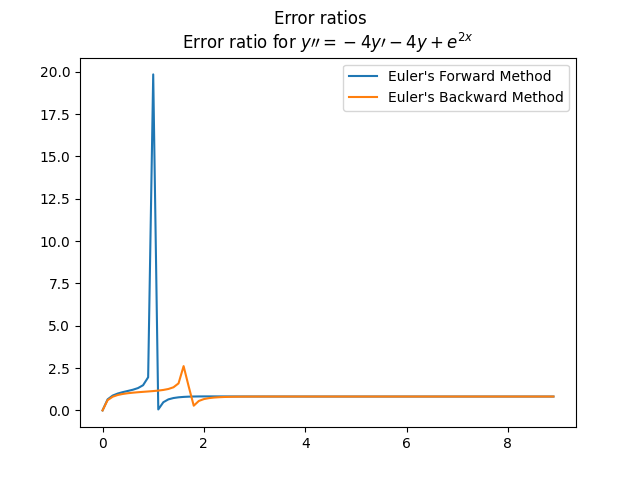 Error ratios
Error ratio for y′′ = − 4y′ − 4y + e^{2x}
Euler's Forward Method
Euler's Backward Method
20.0
17.5
15.0
12.5
10.0
7.5
5.0
2.5
0.0
0 2 4 6 8